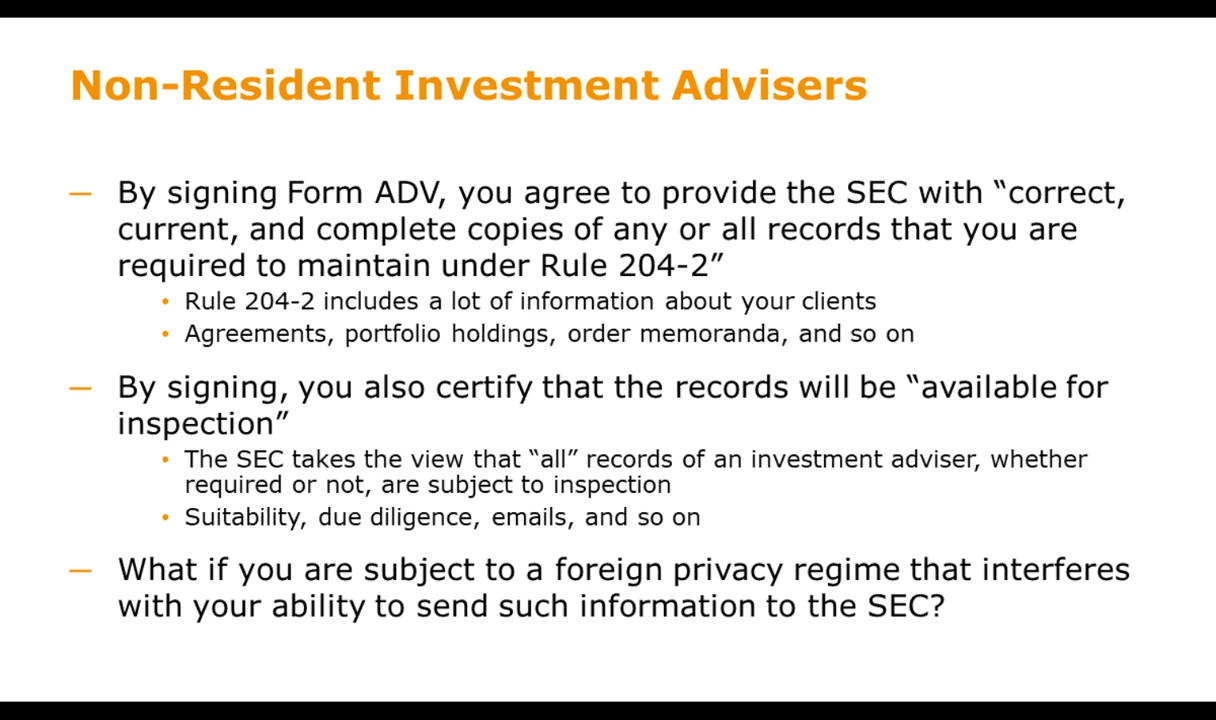 Non-Resident Investment Advisers
— By signing Form ADV, you agree to provide the SEC with “correct,
current, and complete copies of any or all records that you are
required to maintain under Rule 204-2”
• Rule 204-2 includes a lot of information about your clients
• Agreements, portfolio holdings, order memoranda, and so on
— By signing, you also certify that the records will be “available for
inspection”
• The SEC takes the view that “all” records of an investment adviser, whether
required or not, are subject to inspection
• Suitability, due diligence, emails, and so on
— What if you are subject to a foreign privacy regime that interferes
with your ability to send such information to the SEC?